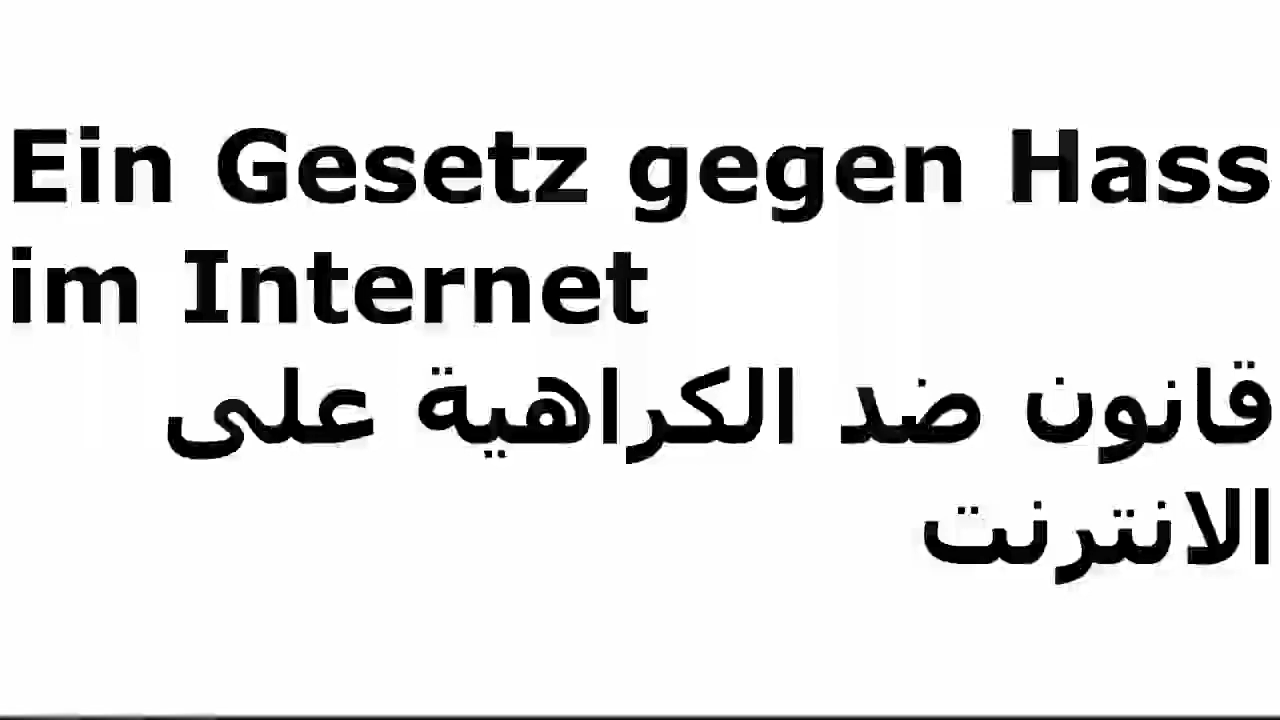 Ein Gesetz gegen Hass
im Internet
قانون ضد الكراهية على
الانترنت